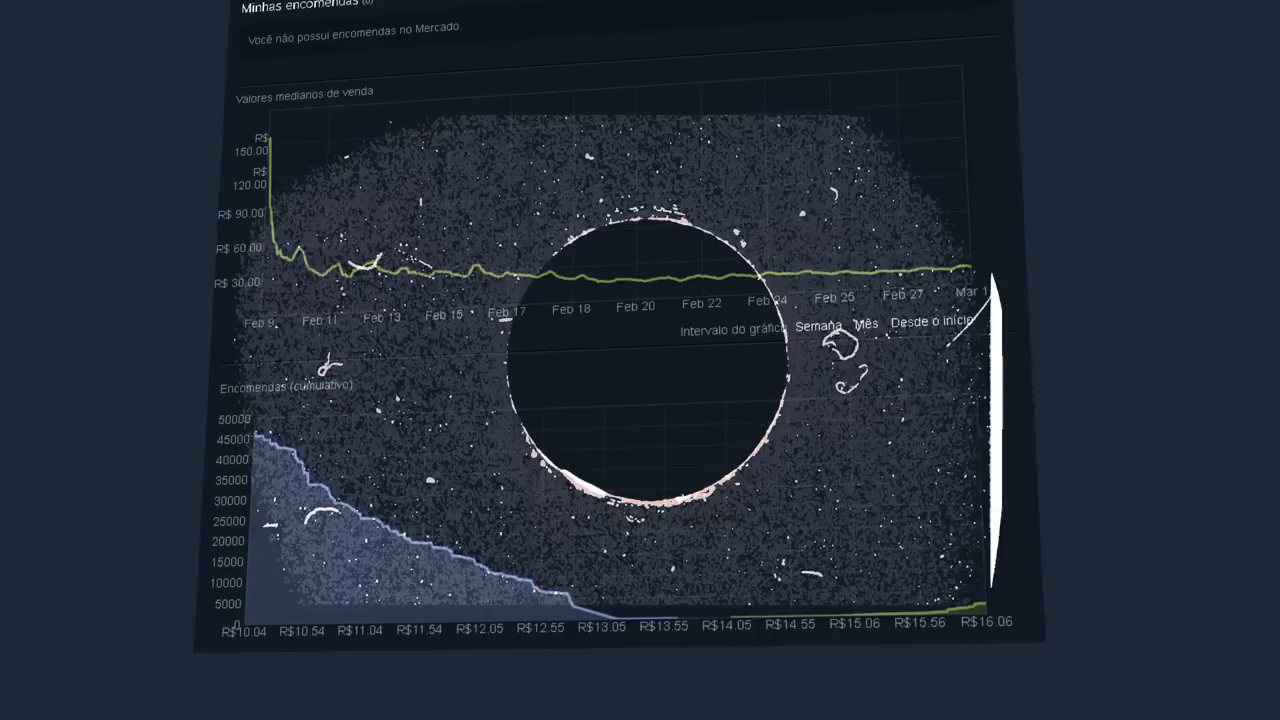 Minhas encomendas (0)
Você não possui encomendas no Mercado.
Valores medianos de venda
R$
150.00
R$
120.00
R$ 90.00
R$ 60.00
R$ 30.00
Feb 9 Feb 11 Feb 13 Feb 15 Feb 17 Feb 18 Feb 20 Feb 22 Feb 24 Feb 25 Feb 27 Mar 1
Intervalo do gráfico Semana Mês Desde o início
Encomendas (cumulativo)
50000
45000
40000
35000
30000
25000
20000
15000
10000
5000
0
R$10.04 R$10.54 R$11.04 R$11.54 R$12.05 R$12.55 R$13.05 R$13.55 R$14.05 R$14.55 R$15.06 R$15.56 R$16.06